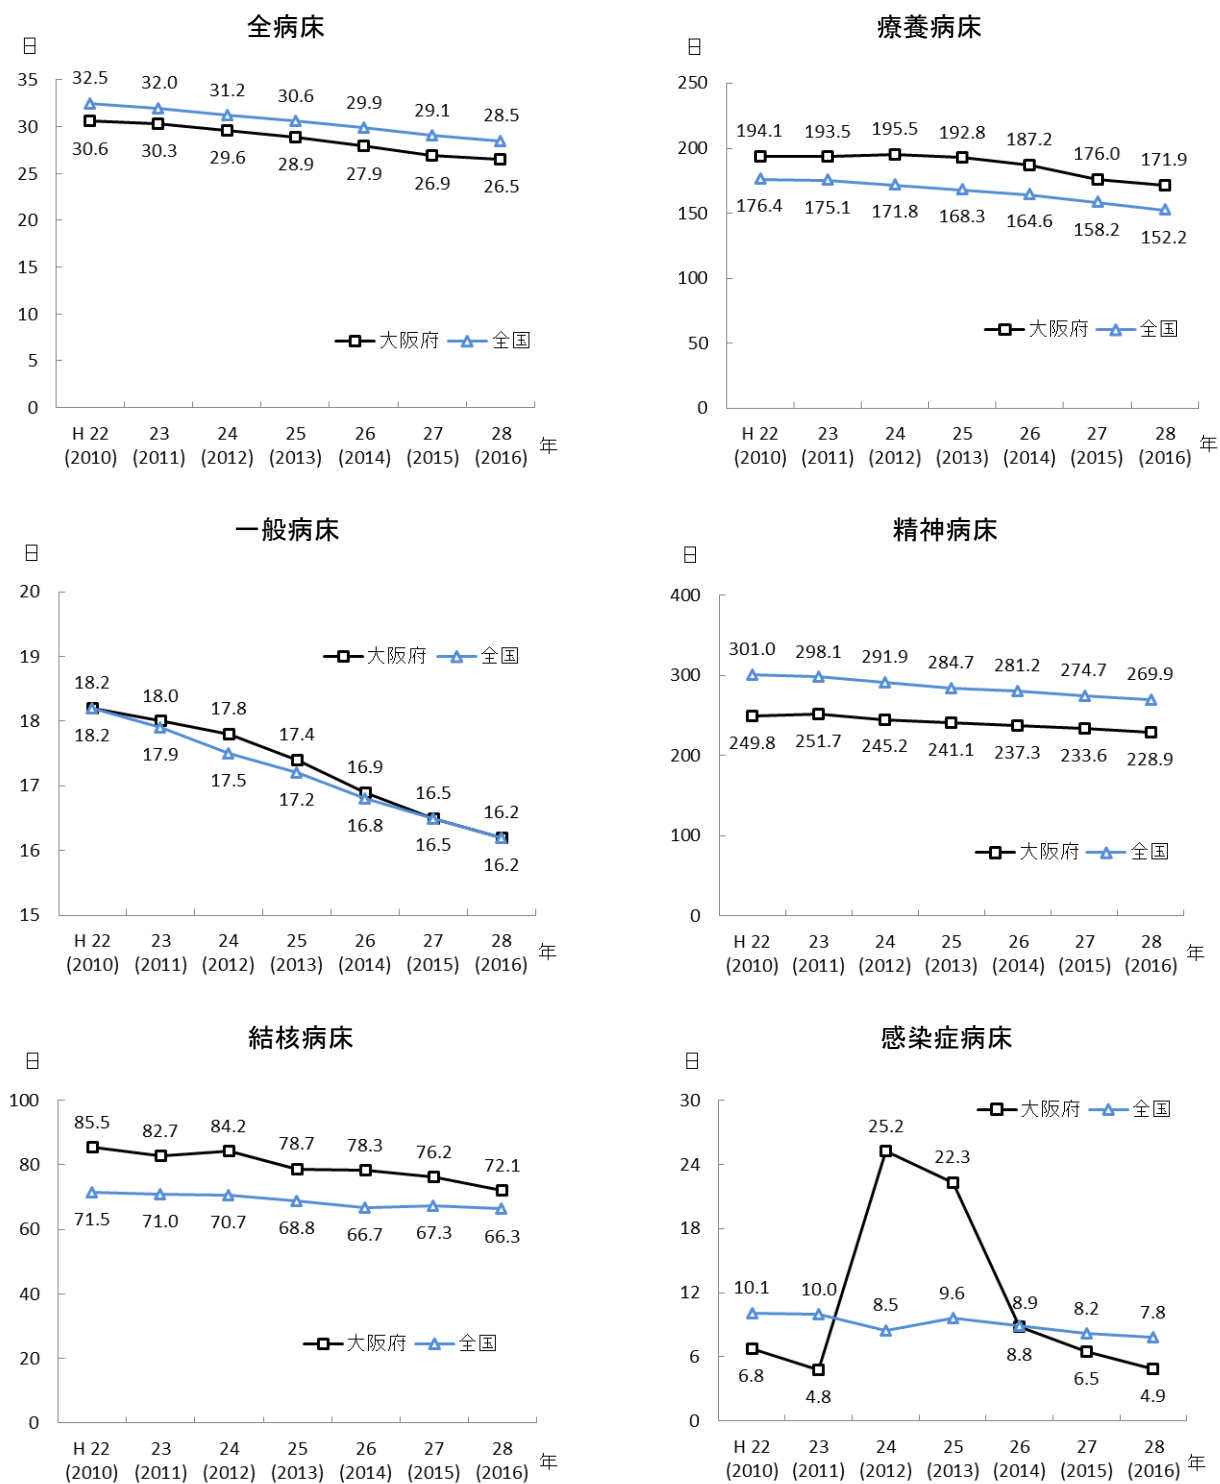 全病床
日
35
30
25
20
15
10
5
0
32.5 32.0 31.2 30.6 29.9 29.1 28.5
30.6 30.3 29.6 28.9 27.9 26.9 26.5
大阪府 全国
H 22 23 24 25 26 27 28 年
(2010) (2011) (2012) (2013) (2014) (2015) (2016)
療養病床
日
250
200
150
100
50
0
194.1 193.5 195.5 192.8 187.2 176.0 171.9
176.4 175.1 171.8 168.3 164.6 158.2 152.2
大阪府 全国
H 22 23 24 25 26 27 28 年
(2010) (2011) (2012) (2013) (2014) (2015) (2016)
一般病床
日
20
19
18
17
16
15
大阪府 全国
18.2 18.0 17.8 17.4 16.9 16.5 16.2
18.2 17.9 17.5 17.2 16.8 16.5 16.2
H 22 23 24 25 26 27 28 年
(2010) (2011) (2012) (2013) (2014) (2015) (2016)
精神病床
日
400
300
200
100
0
301.0 298.1 291.9 284.7 281.2 274.7 269.9
249.8 251.7 245.2 241.1 237.3 233.6 228.9
大阪府 全国
H 22 23 24 25 26 27 28 年
(2010) (2011) (2012) (2013) (2014) (2015) (2016)
結核病床
日
100
80
60
40
20
0
85.5 82.7 84.2 78.7 78.3 76.2 72.1
71.5 71.0 70.7 68.8 66.7 67.3 66.3
大阪府 全国
H 22 23 24 25 26 27 28 年
(2010) (2011) (2012) (2013) (2014) (2015) (2016)
感染症病床
日
30
24
18
12
6
0
大阪府 全国
25.2 22.3
10.1 10.0 8.5 9.6 8.9 8.2 7.8
6.8 4.8 8.8 6.5 4.9
H 22 23 24 25 26 27 28 年
(2010) (2011) (2012) (2013) (2014) (2015) (2016)